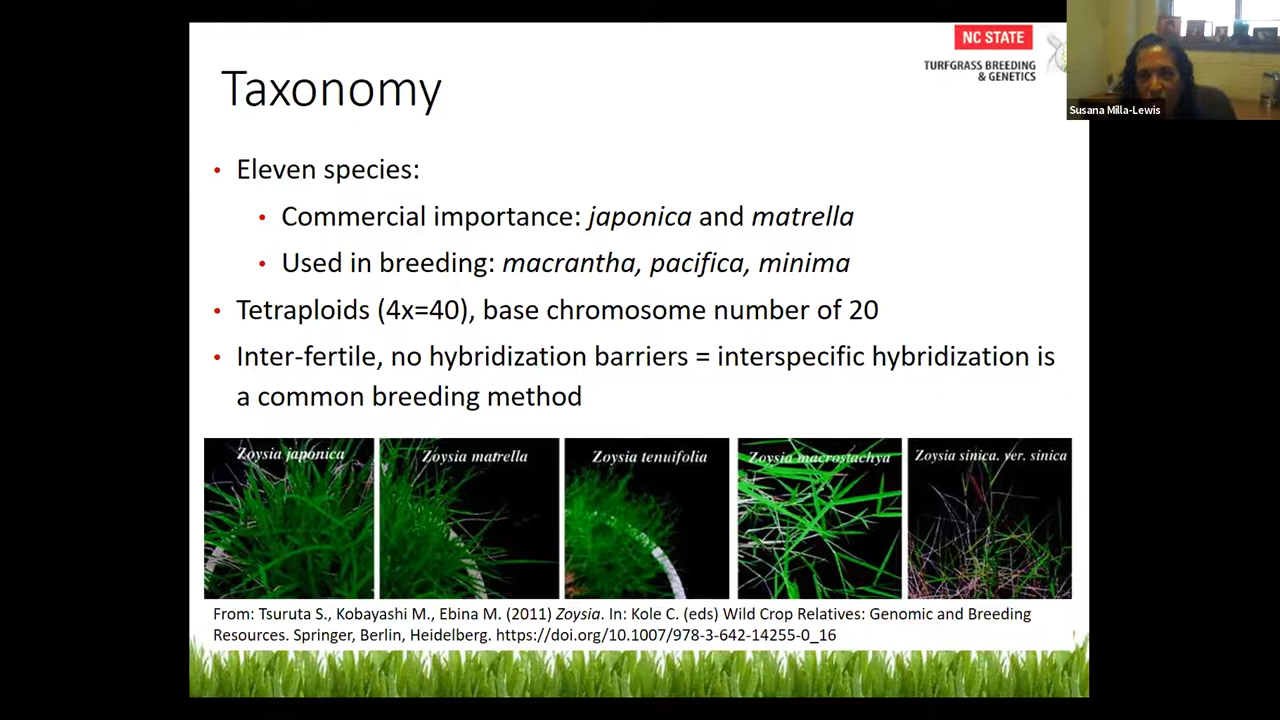 NC STATE
TURFGRASS BREEDING
& GENETICS
Susana Milla-Lewis
Taxonomy
• Eleven species:
• Commercial importance: japonica and matrella
• Used in breeding: macrantha, pacifica, minima
• Tetraploids (4x=40), base chromosome number of 20
• Inter-fertile, no hybridization barriers = interspecific hybridization is
a common breeding method
Zoysia japonica
Zoysia matrella
Zoysia tenuifolia
Zoysia macrostachya
Zoysia sinica. ver. sinica
From: Tsuruta S., Kobayashi M., Ebina M. (2011) Zoysia. In: Kole C. (eds) Wild Crop Relatives: Genomic and Breeding
Resources. Springer, Berlin, Heidelberg. https://doi.org/10.1007/978-3-642-14255-0_16